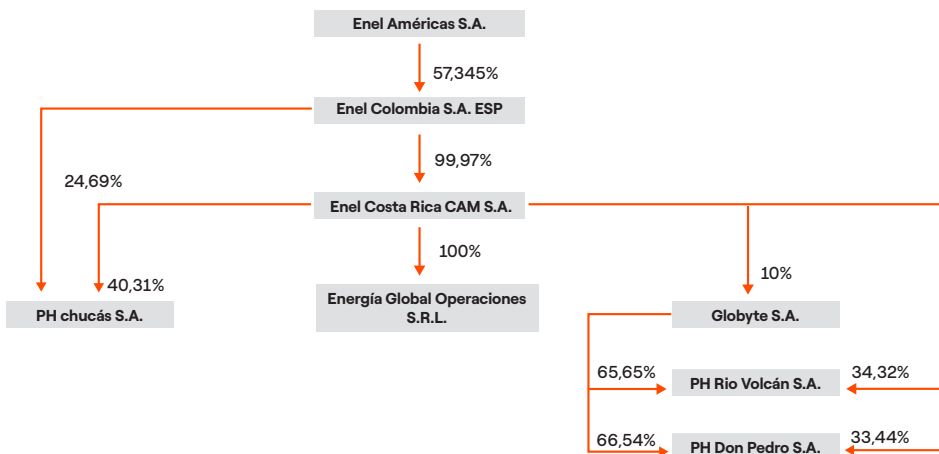 Enel Américas S.A.
57,345%
Enel Colombia S.A. ESP
99,97%
24,69%
Enel Costa Rica CAM S.A.
100%
10%
40,31%
PH chucás S.A.
Energía Global Operaciones
S.R.L.
Globyte S.A.
65,65%
PH Rio Volcán S.A.
34,32%
66,54%
PH Don Pedro S.A.
33,44%